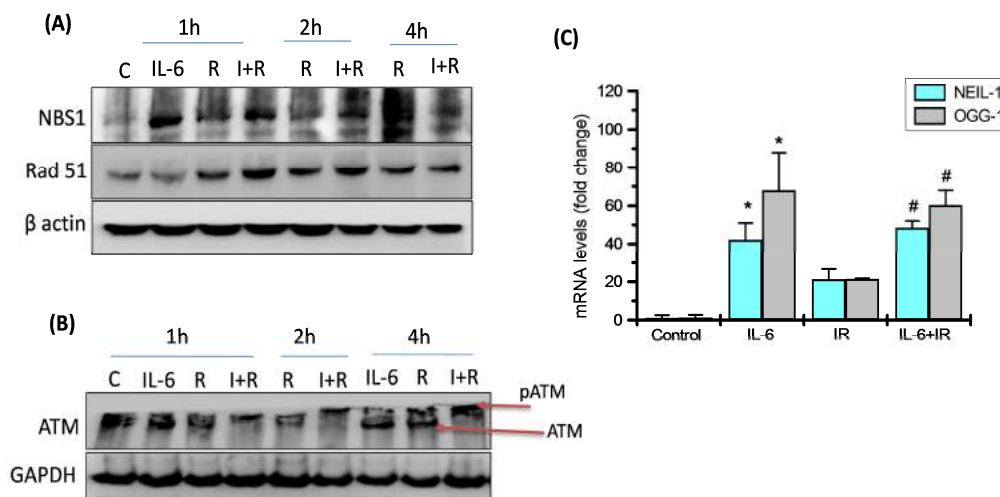 (A)
1h 2h 4h
C IL-6 R I+R R I+R R I+R
NBS1
Rad 51
β actin
(B)
1h 2h 4h
C IL-6 R I+R R I+R IL-6 R I+R
pATM
ATM
ATM
GAPDH
(C)
NEIL-1
OGG-1
mRNA levels (fold change)
120
100
80
60
40
20
0
* * # #
Control IL-6 IR IL-6+IR